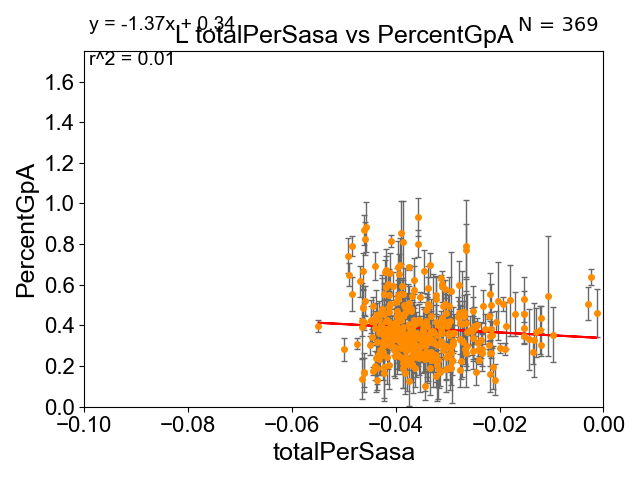 y = -1.37x + 0.34
N = 369
L totalPerSasa vs PercentGpA
r^2 = 0.01
PercentGpA
1.6
1.4
1.2
1.0
0.8
0.6
0.4
0.2
0.0
−0.10
−0.08
−0.06
−0.04
−0.02
0.00
totalPerSasa